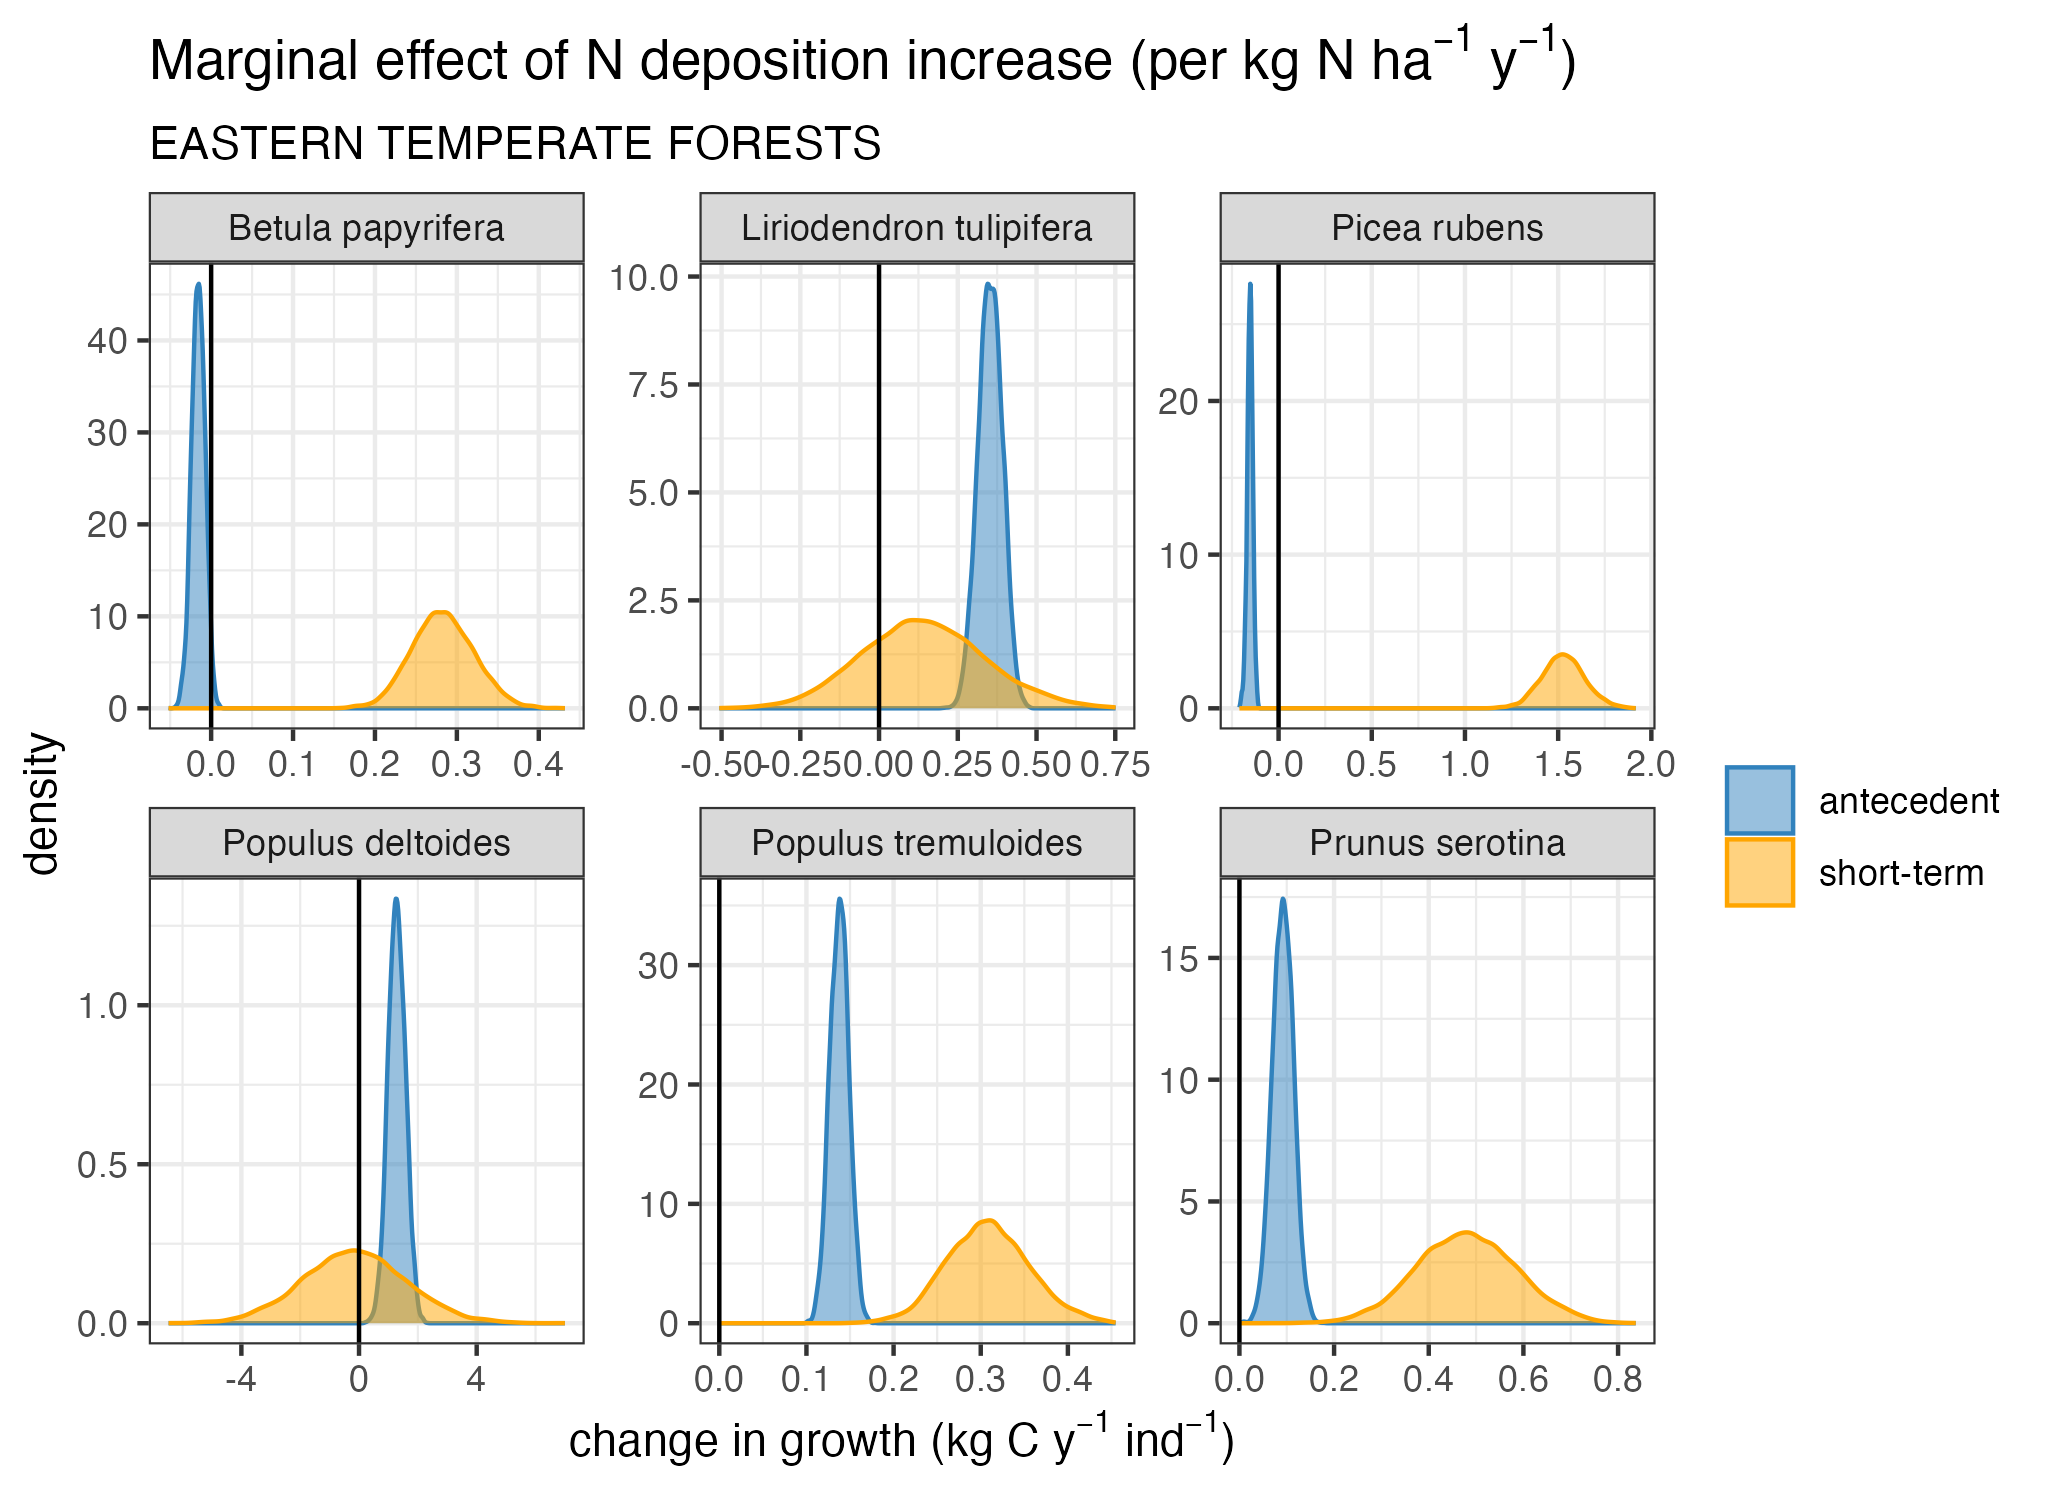 Marginal effect of N deposition increase (per kg N ha⁻¹ y⁻¹)
EASTERN TEMPERATE FORESTS
Betula papyrifera
Liriodendron tulipifera
Picea rubens
40
30
20
10
0
10.0
7.5
5.0
2.5
0.0
20
10
0
0.0 0.1 0.2 0.3 0.4
-0.50 -0.25 0.00 0.25 0.50 0.75
0.0 0.5 1.0 1.5 2.0
density
antecedent
short-term
Populus deltoides
Populus tremuloides
Prunus serotina
1.0
0.5
0.0
30
20
10
0
15
10
5
0
-4 0 4
0.0 0.1 0.2 0.3 0.4
0.0 0.2 0.4 0.6 0.8
change in growth (kg C y⁻¹ ind⁻¹)